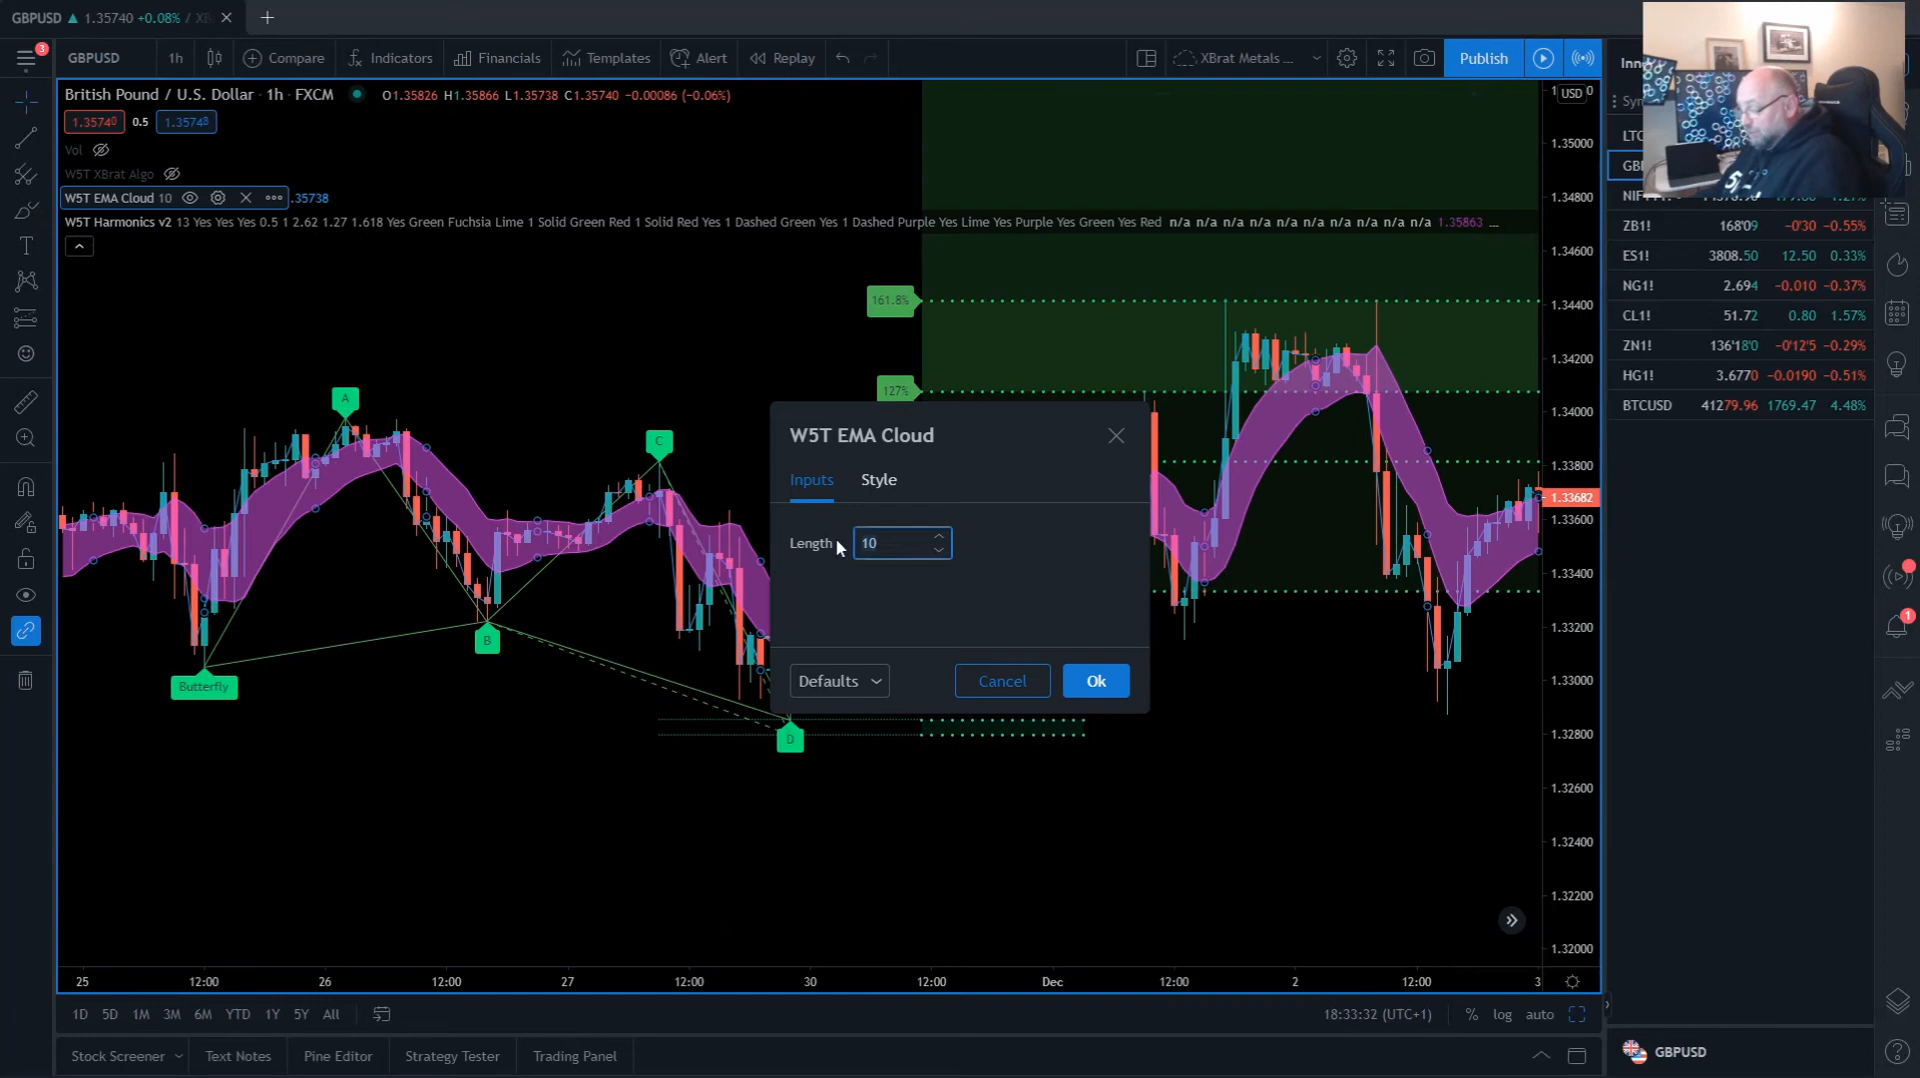 GBPUSD ▲ 1.35740 +0.08% / XB
3
GBPUSD 1h Compare Indicators Financials Templates Alert Replay XBrat Metals ... Publish
British Pound / U.S. Dollar · 1h · FXCM O1.35826 H1.35866 L1.35738 C1.35740 −0.00086 (−0.06%)
1.35740 0.5 1.35743
Vol
W5T XBrat Algo
W5T EMA Cloud 10 .35738
W5T Harmonics v2 13 Yes Yes Yes 0.5 1 2.62 1.27 1.618 Yes Green Fuchsia Lime 1 Solid Green Red 1 Solid Red Yes 1 Dashed Green Yes 1 Dashed Purple Yes Lime Yes Purple Yes Green Yes Red n/a n/a n/a n/a n/a n/a n/a n/a n/a n/a n/a 1.35863 ...
161.8%
127%
A
B
C
D
Butterfly
W5T EMA Cloud
Inputs Style
Length 10
Defaults Cancel Ok
USD
1.35000
1.34800
1.34600
1.34400
1.34200
1.34000
1.33800
1.33682
1.33600
1.33400
1.33200
1.33000
1.32800
1.32600
1.32400
1.32200
1.32000
25 12:00 26 12:00 27 12:00 30 12:00 Dec 12:00 2 12:00 3
1D 5D 1M 3M 6M YTD 1Y 5Y All 18:33:32 (UTC+1) % log auto
Stock Screener Text Notes Pine Editor Strategy Tester Trading Panel
ZB1! 168'09 −0'30 −0.55%
ES1! 3808.50 12.50 0.33%
NG1! 2.694 −0.010 −0.37%
CL1! 51.72 0.80 1.57%
ZN1! 136'18'0 −0'12'5 −0.29%
HG1! 3.6770 −0.0190 −0.51%
BTCUSD 41279.96 1769.47 4.48%
1
GBPUSD